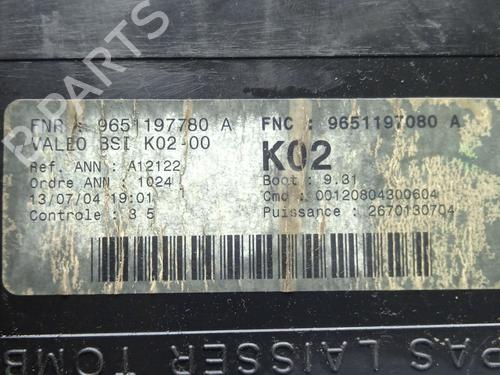 FNR : 9651197780 A
FNC : 9651197080 A
VALEO BSI K02-00
K02
Ref. ANN : A12122
Boot : 9.31
Ordre ANN : 1024
Cmd : 00120804300604
13/07/04 19:01
Puissance : 2670130704
Controle : 3 5
PAS LAISSER TOMB